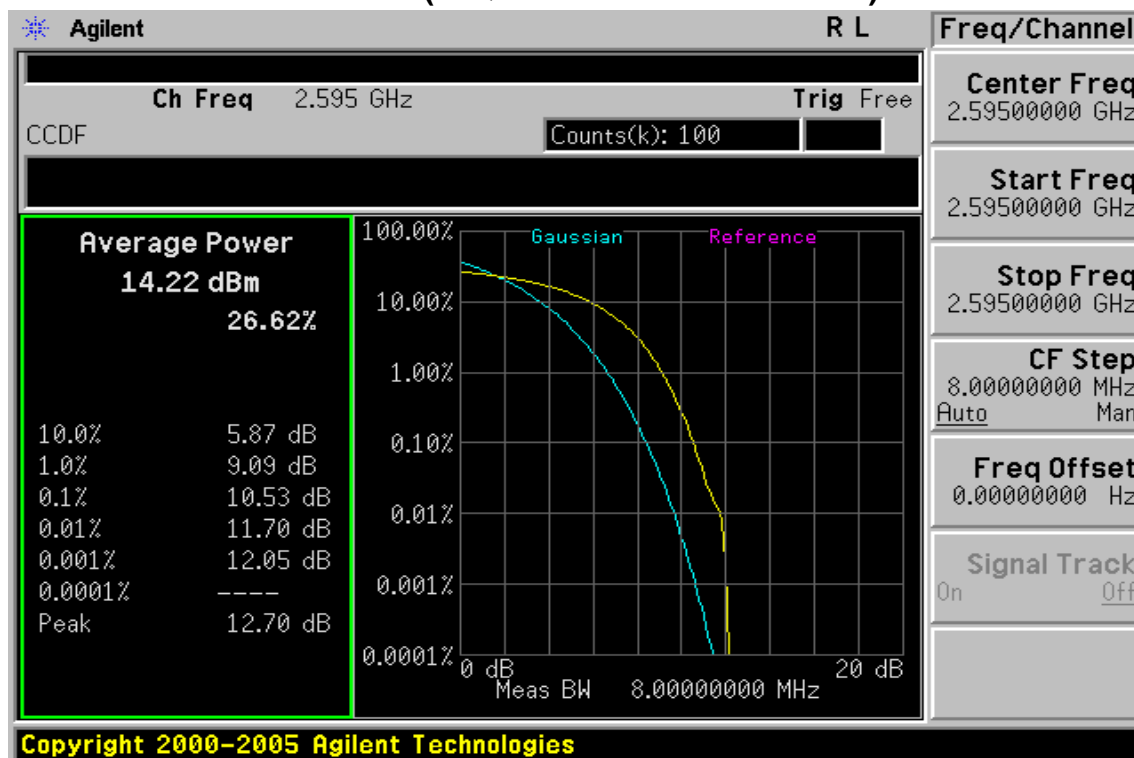 Agilent
R L
Freq/Channel
Ch Freq 2.595 GHz
Trig Free
CCDF
Counts(k): 100
Average Power
14.22 dBm
26.62%
10.0% 5.87 dB
1.0% 9.09 dB
0.1% 10.53 dB
0.01% 11.70 dB
0.001% 12.05 dB
0.0001% ----
Peak 12.70 dB
Gaussian
Reference
100.00%
10.00%
1.00%
0.10%
0.01%
0.001%
0.0001%
0 dB
20 dB
Meas BW 8.00000000 MHz
Center Freq
2.59500000 GHz
Start Freq
2.59500000 GHz
Stop Freq
2.59500000 GHz
CF Step
8.00000000 MHz
Auto Man
Freq Offset
0.00000000 Hz
Signal Track
On Off
Copyright 2000-2005 Agilent Technologies